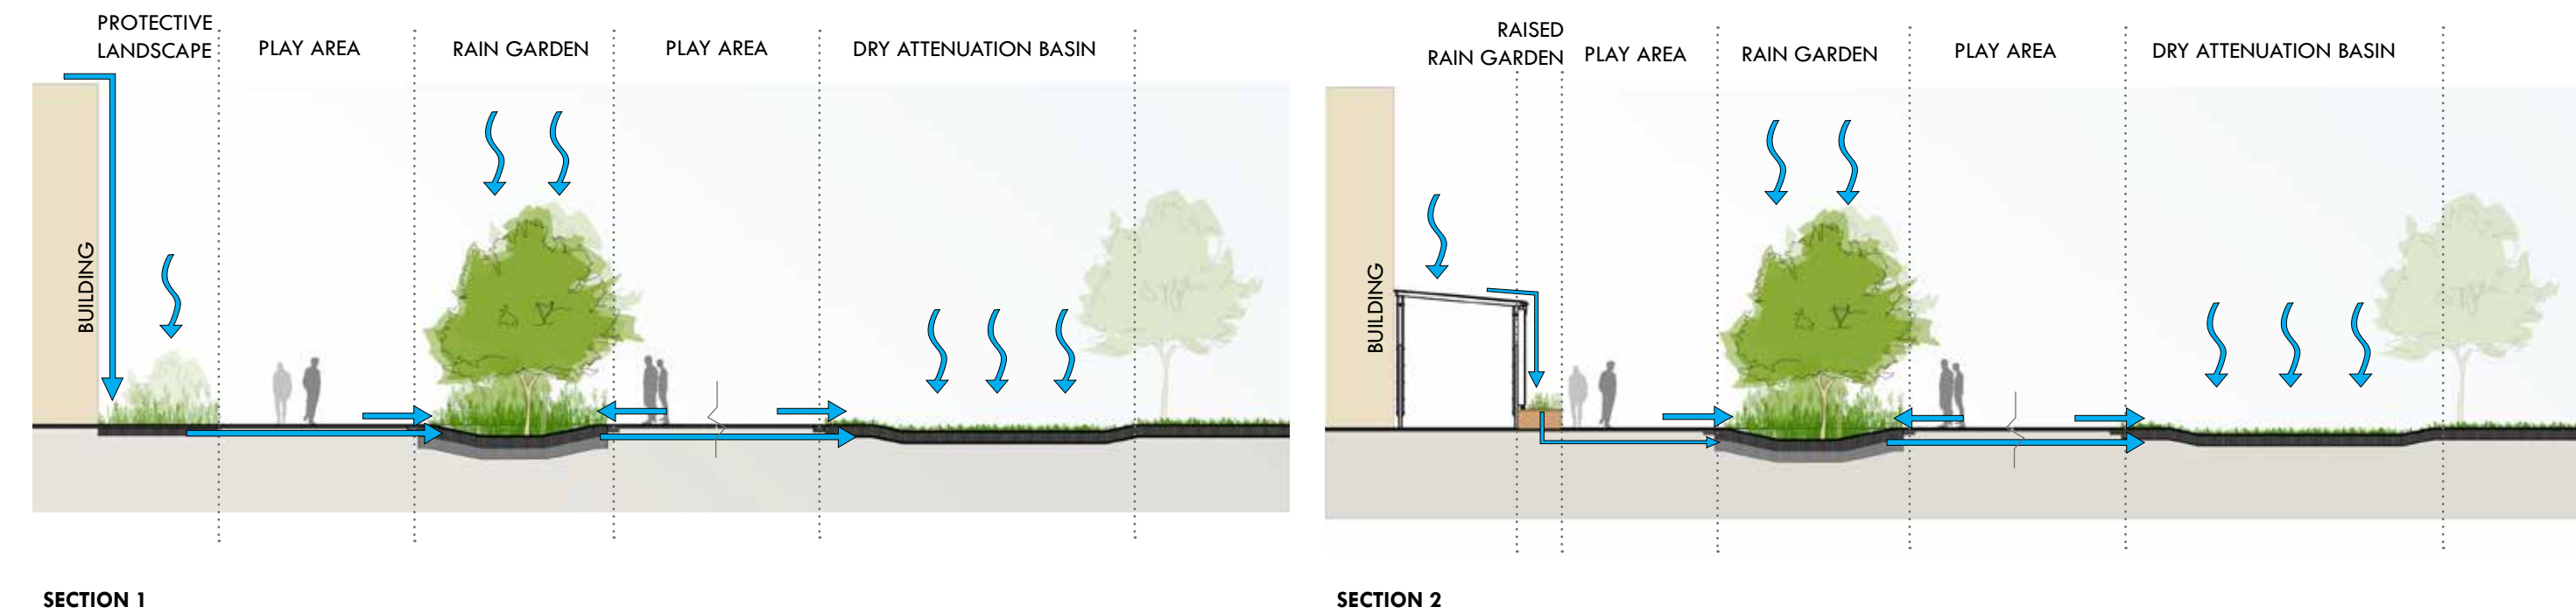 PROTECTIVE
LANDSCAPE
PLAY AREA
RAIN GARDEN
PLAY AREA
DRY ATTENUATION BASIN
BUILDING
SECTION 1
RAISED
RAIN GARDEN
PLAY AREA
RAIN GARDEN
PLAY AREA
DRY ATTENUATION BASIN
BUILDING
SECTION 2